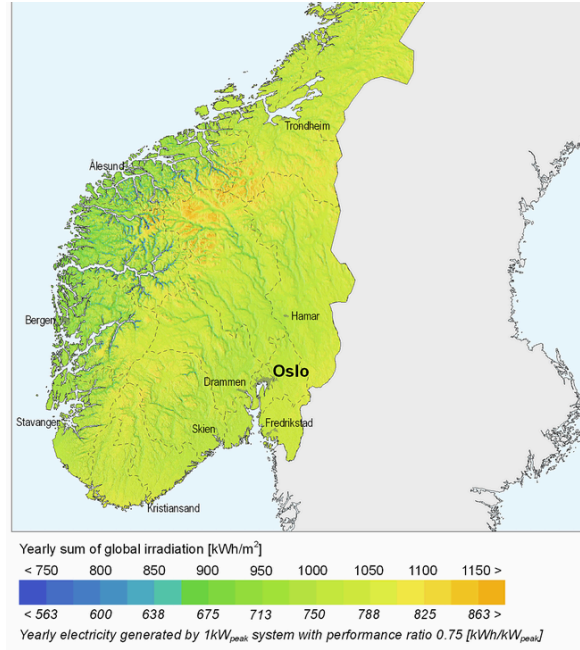 Trondheim
Ålesund
Bergen
Hamar
Oslo
Drammen
Stavanger
Skien
Fredrikstad
Kristiansand
Yearly sum of global irradiation [kWh/m²]
< 750 800 850 900 950 1000 1050 1100 1150 >
< 563 600 638 675 713 750 788 825 863 >
Yearly electricity generated by 1kWpeak system with performance ratio 0.75 [kWh/kWpeak]